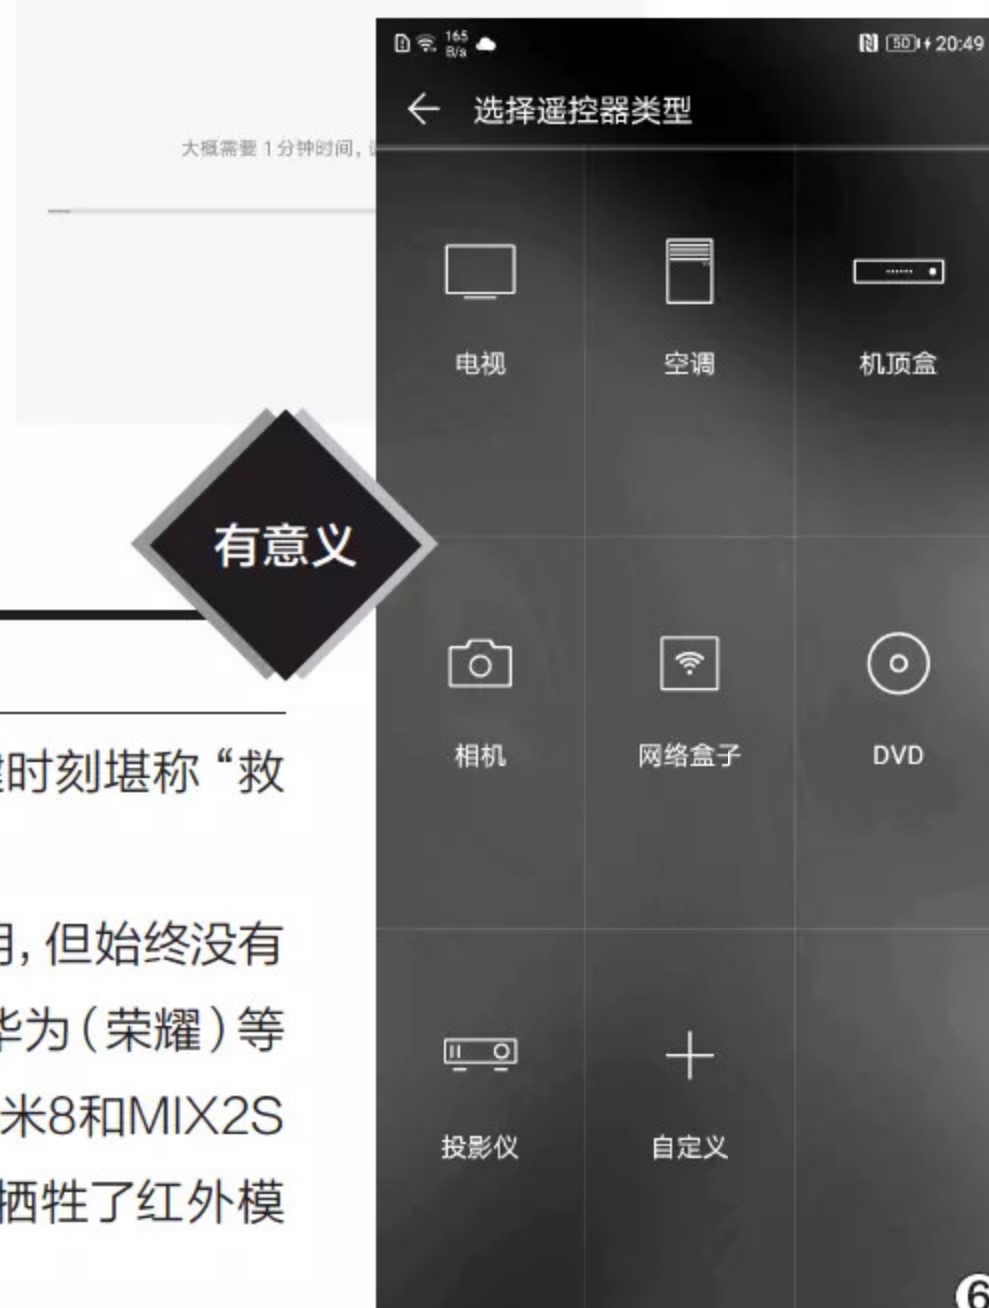 165
B/s
50
20:49
选择遥控器类型
大概需要1分钟时间，
电视
空调
机顶盒
有意义
相机
网络盒子
DVD
时刻堪称“救
，但始终没有
华为（荣耀）等
米8和MIX2S
牺牲了红外模
投影仪
自定义
6